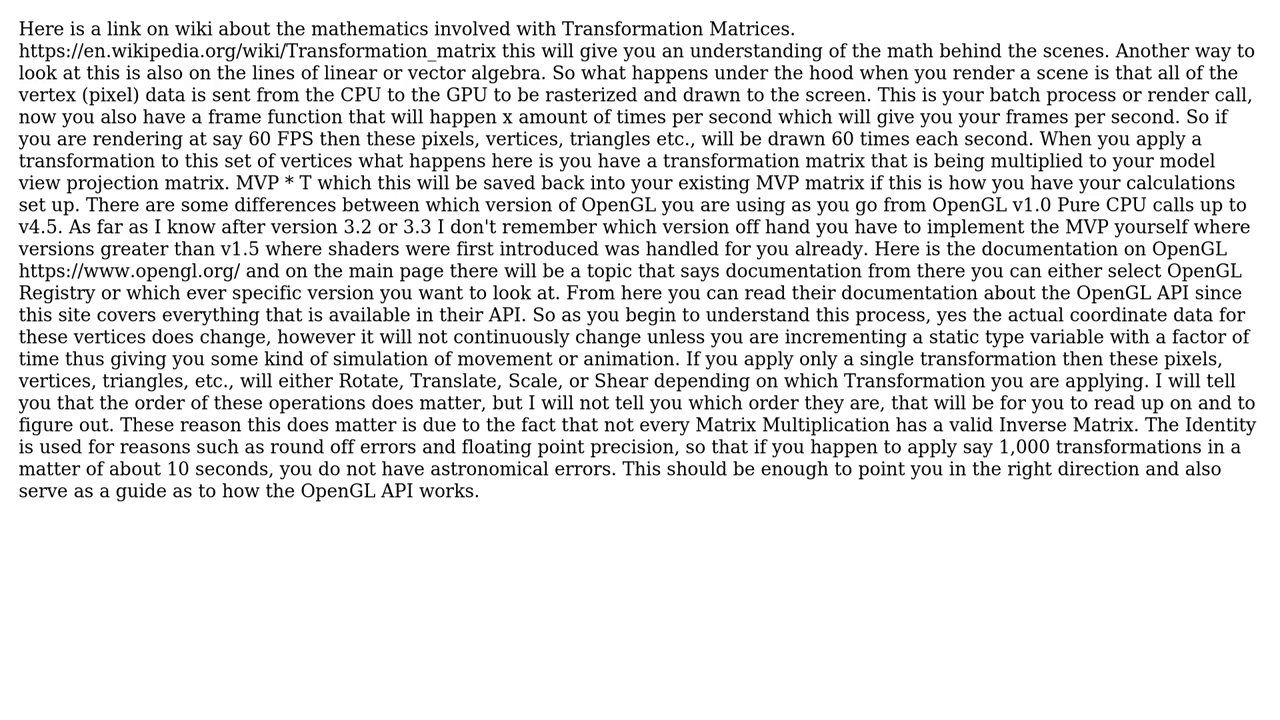 Here is a link on wiki about the mathematics involved with Transformation Matrices.
https://en.wikipedia.org/wiki/Transformation_matrix this will give you an understanding of the math behind the scenes. Another way to
look at this is also on the lines of linear or vector algebra. So what happens under the hood when you render a scene is that all of the
vertex (pixel) data is sent from the CPU to the GPU to be rasterized and drawn to the screen. This is your batch process or render call,
now you also have a frame function that will happen x amount of times per second which will give you your frames per second. So if
you are rendering at say 60 FPS then these pixels, vertices, triangles etc., will be drawn 60 times each second. When you apply a
transformation to this set of vertices what happens here is you have a transformation matrix that is being multiplied to your model
view projection matrix. MVP * T which this will be saved back into your existing MVP matrix if this is how you have your calculations
set up. There are some differences between which version of OpenGL you are using as you go from OpenGL v1.0 Pure CPU calls up to
v4.5. As far as I know after version 3.2 or 3.3 I don't remember which version off hand you have to implement the MVP yourself where
versions greater than v1.5 where shaders were first introduced was handled for you already. Here is the documentation on OpenGL
https://www.opengl.org/ and on the main page there will be a topic that says documentation from there you can either select OpenGL
Registry or which ever specific version you want to look at. From here you can read their documentation about the OpenGL API since
this site covers everything that is available in their API. So as you begin to understand this process, yes the actual coordinate data for
these vertices does change, however it will not continuously change unless you are incrementing a static type variable with a factor of
time thus giving you some kind of simulation of movement or animation. If you apply only a single transformation then these pixels,
vertices, triangles, etc., will either Rotate, Translate, Scale, or Shear depending on which Transformation you are applying. I will tell
you that the order of these operations does matter, but I will not tell you which order they are, that will be for you to read up on and to
figure out. These reason this does matter is due to the fact that not every Matrix Multiplication has a valid Inverse Matrix. The Identity
is used for reasons such as round off errors and floating point precision, so that if you happen to apply say 1,000 transformations in a
matter of about 10 seconds, you do not have astronomical errors. This should be enough to point you in the right direction and also
serve as a guide as to how the OpenGL API works.